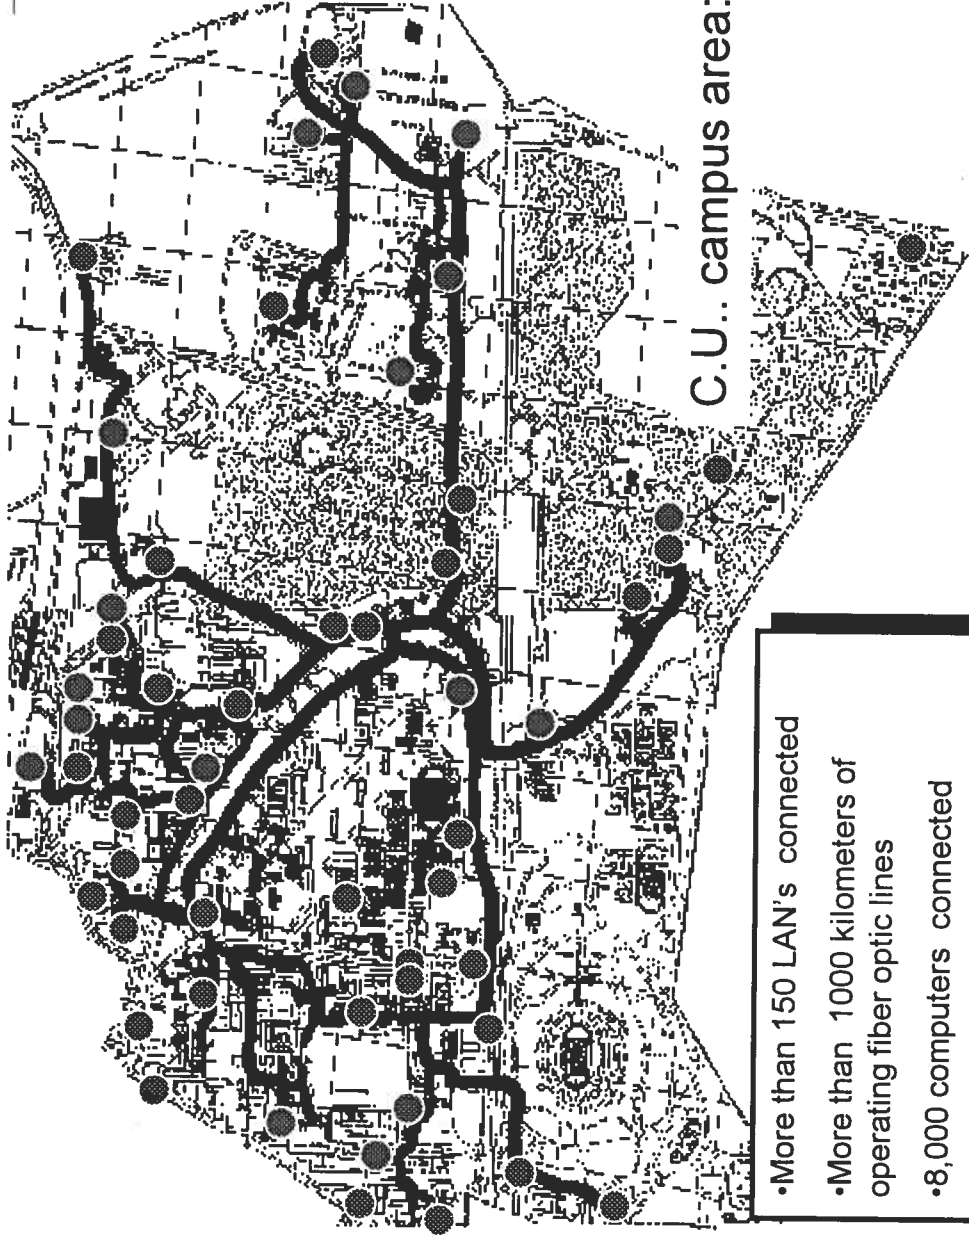 C.U.. campus area:
•More than 150 LAN's connected
•More than 1000 kilometers of
operating fiber optic lines
•8,000 computers connected